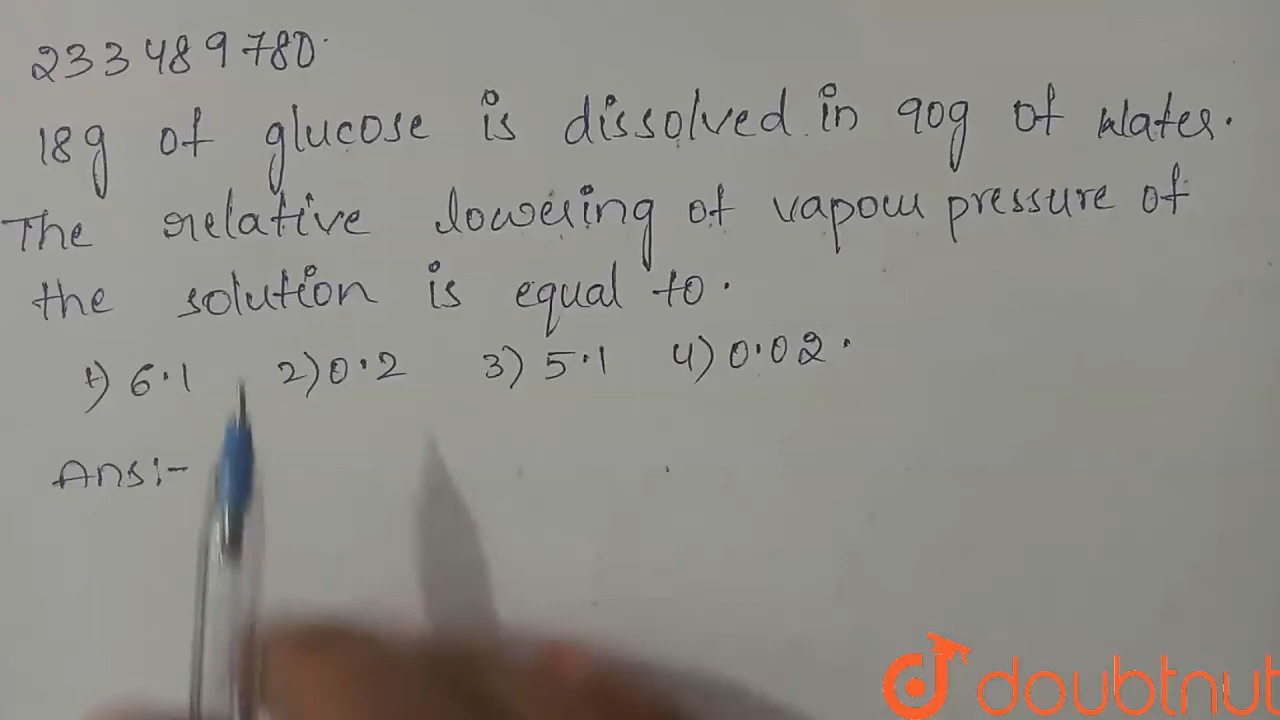 233489780.
18g of glucose is dissolved in 90g of water.
The relative lowering of vapour pressure of
the solution is equal to.
1) 6.1 2) 0.2 3) 5.1 4) 0.02.
Ans:-
doubtnut